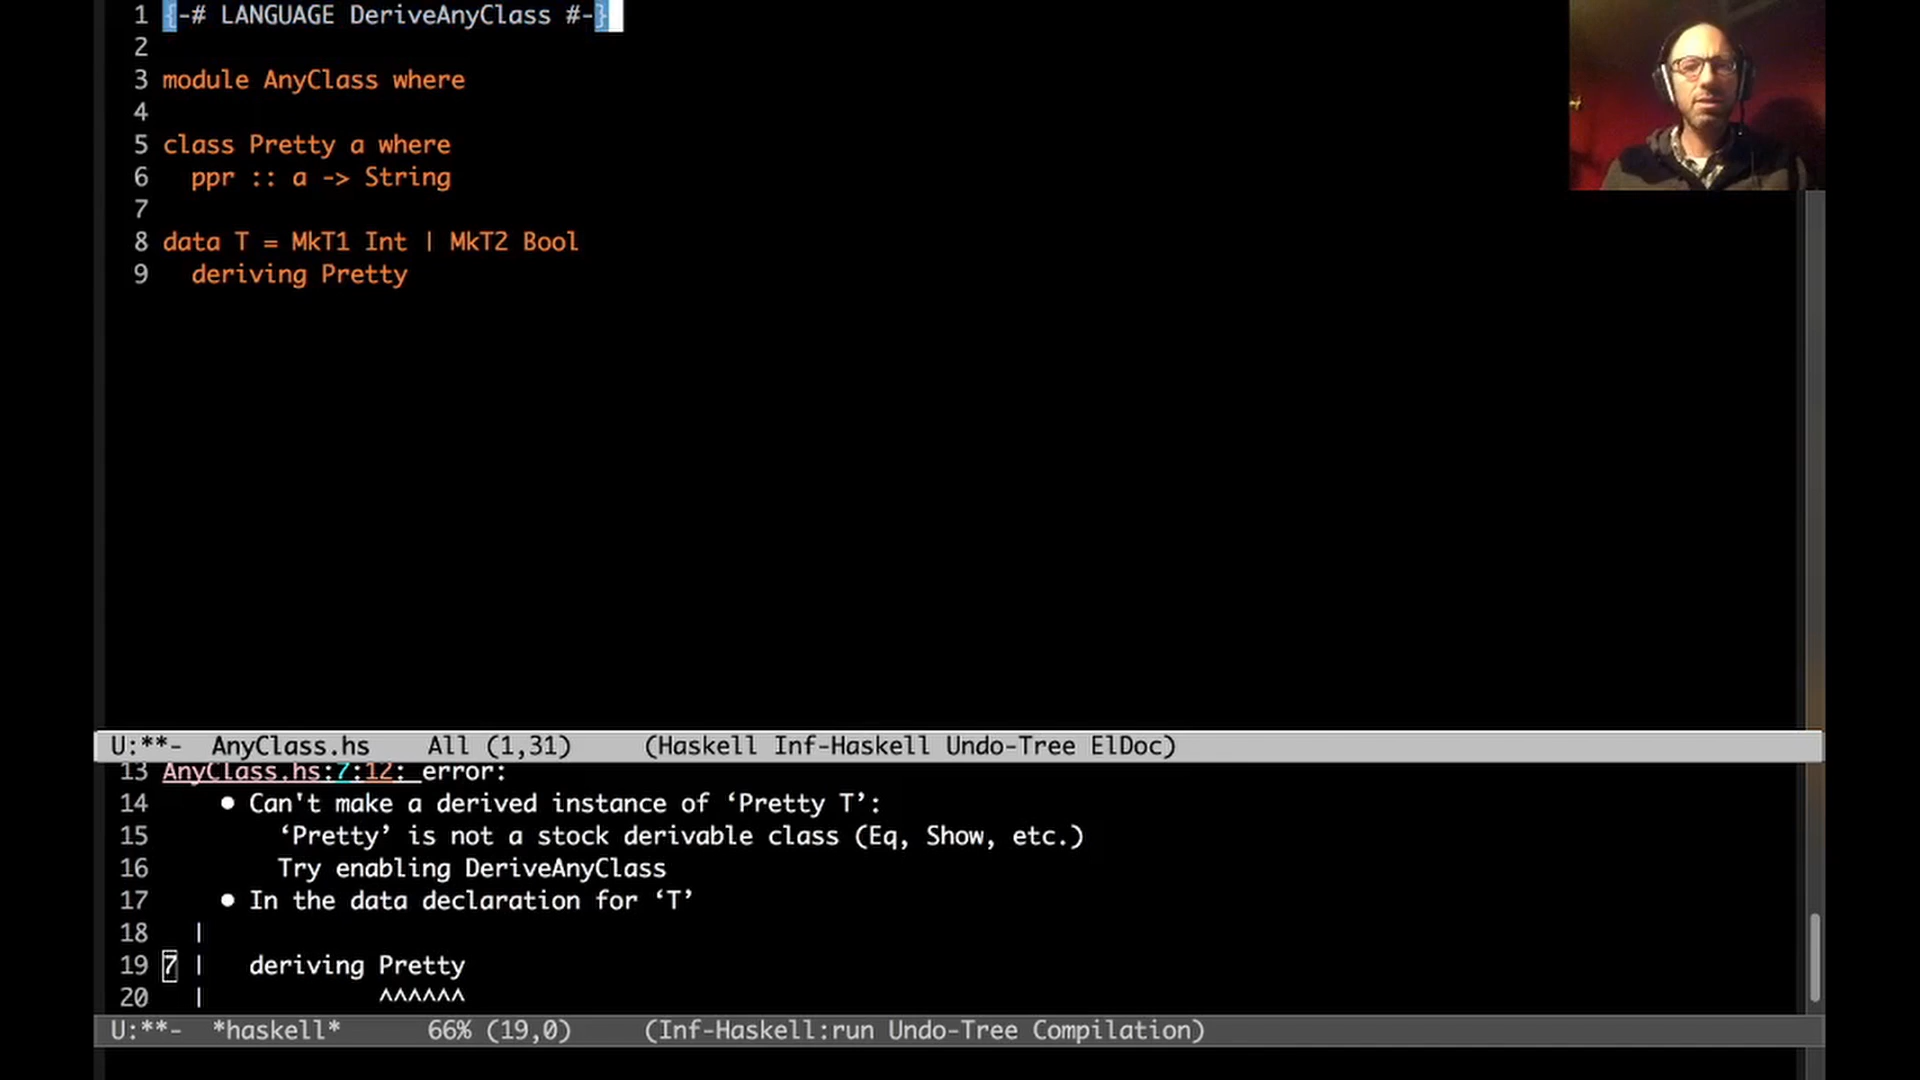 1 {-# LANGUAGE DeriveAnyClass #-}
2
3 module AnyClass where
4
5 class Pretty a where
6   ppr :: a -> String
7
8 data T = MkT1 Int | MkT2 Bool
9   deriving Pretty
U:**-  AnyClass.hs    All (1,31)     (Haskell Inf-Haskell Undo-Tree ElDoc)
13 AnyClass.hs:7:12: error:
14     • Can't make a derived instance of ‘Pretty T’:
15         ‘Pretty’ is not a stock derivable class (Eq, Show, etc.)
16         Try enabling DeriveAnyClass
17     • In the data declaration for ‘T’
18   |
19 7 |   deriving Pretty
20   |            ^^^^^^
U:**-  *haskell*      66% (19,0)     (Inf-Haskell:run Undo-Tree Compilation)